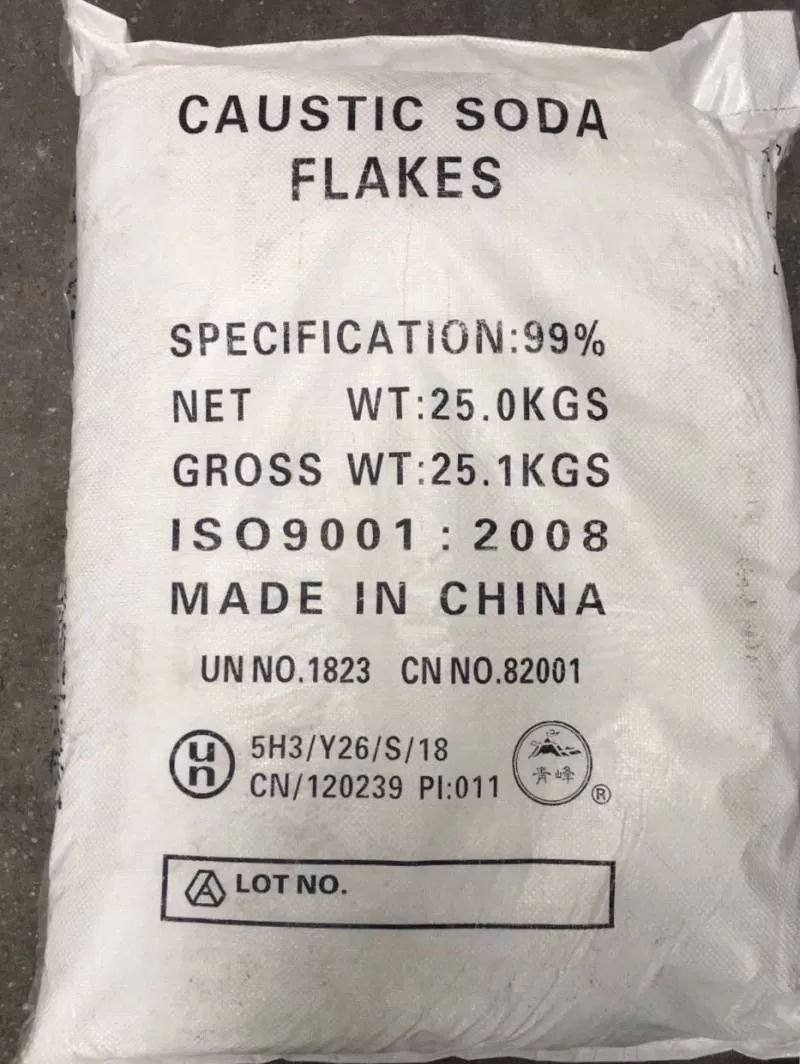 CAUSTIC SODA
FLAKES
SPECIFICATION:99%
NET WT:25.0KGS
GROSS WT:25.1KGS
ISO9001:2008
MADE IN CHINA
UN NO.1823 CN NO.82001
un 5H3/Y26/S/18
CN/120239 PI:011
青峰 ®
LOT NO.